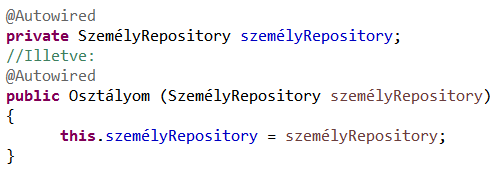 @Autowired
private SzemélyRepository személyRepository;
//Illetve:
@Autowired
public Osztályom (SzemélyRepository személyRepository)
{
this.személyRepository = személyRepository;
}